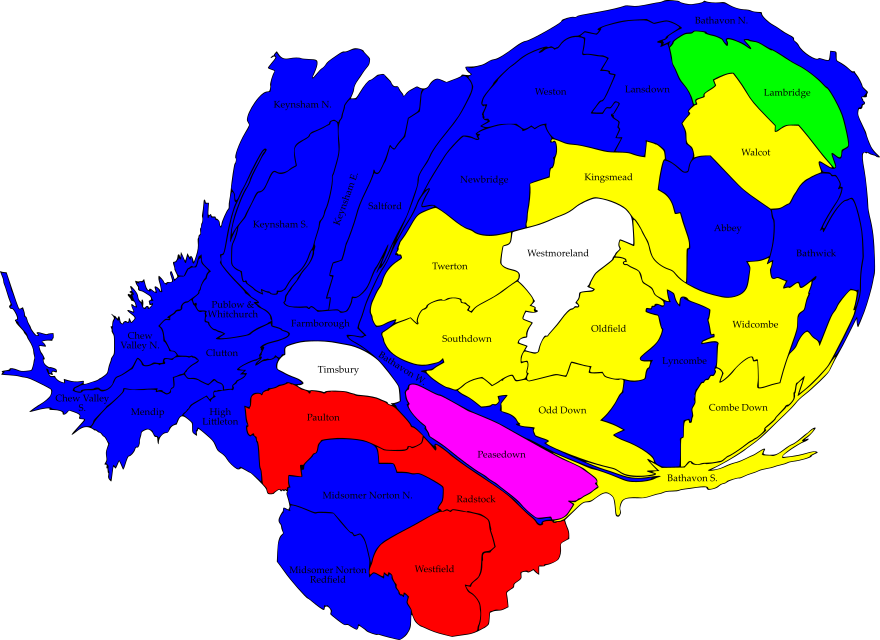 Bathavon N.
Keynsham N.
Weston
Lansdown
Lambridge
Walcot
Newbridge
Kingsmead
Keynsham E.
Saltford
Keynsham S.
Abbey
Bathwick
Westmoreland
Twerton
Publow &
Whitchurch
Farmborough
Widcombe
Oldfield
Southdown
Chew
Valley N.
Clutton
Lyncombe
Timsbury
Bathavon W.
Chew Valley
S.
Mendip
High
Littleton
Paulton
Odd Down
Combe Down
Peasedown
Bathavon S.
Midsomer Norton N.
Radstock
Westfield
Midsomer Norton
Redfield